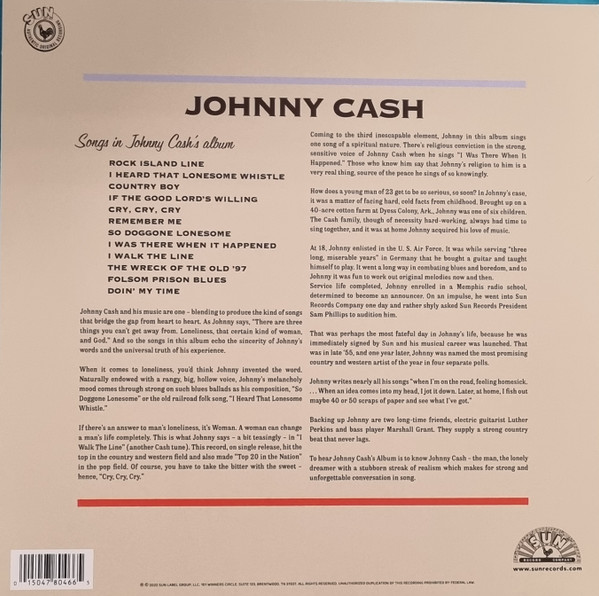 SUN
JOHNNY CASH
Songs in Johnny Cash's album
ROCK ISLAND LINE
I HEARD THAT LONESOME WHISTLE
COUNTRY BOY
IF THE GOOD LORD'S WILLING
CRY, CRY, CRY
REMEMBER ME
SO DOGGONE LONESOME
I WAS THERE WHEN IT HAPPENED
I WALK THE LINE
THE WRECK OF THE OLD '97
FOLSOM PRISON BLUES
DOIN' MY TIME
Johnny Cash and his music are one – blending to produce the kind of songs
that bridge the gap from heart to heart. As Johnny says, "There are three
things you can't get away from. Loneliness, that certain kind of woman,
and God." And so the songs in this album echo the sincerity of Johnny's
words and the universal truth of his experience.
When it comes to loneliness, you'd think Johnny invented the word.
Naturally endowed with a rangy, big, hollow voice, Johnny's melancholy
mood comes through strong on such blues ballads as his composition, "So
Doggone Lonesome" or the old railroad folk song, "I Heard That Lonesome
Whistle."
If there's an answer to man's loneliness, it's Woman. A woman can change
a man's life completely. This is what Johnny says – a bit teasingly – in "I
Walk The Line" (another Cash tune). This record, on single release, hit the
top in the country and western field and also made "Top 20 in the Nation"
in the pop field. Of course, you have to take the bitter with the sweet –
hence, "Cry, Cry, Cry."
Coming to the third inescapable element, Johnny in this album sings
one song of a spiritual nature. There's religious conviction in the strong,
sensitive voice of Johnny Cash when he sings "I Was There When It
Happened." Those who know him say that Johnny's religion to him is a
very real thing, source of the peace he sings of so knowingly.
How does a young man of 23 get to be so serious, so soon? In Johnny's case,
it was a matter of facing hard, cold facts from childhood. Brought up on a
40-acre cotton farm at Dyess Colony, Ark., Johnny was one of six children.
The Cash family, though of necessity hard-working, always had time to
sing together, and it was at home Johnny acquired his love of music.
At 18, Johnny enlisted in the U. S. Air Force. It was while serving "three
long, miserable years" in Germany that he bought a guitar and taught
himself to play. It went a long way in combating blues and boredom, and to
Johnny it was fun to work out original melodies now and then.
Service life completed, Johnny enrolled in a Memphis radio school,
determined to become an announcer. On an impulse, he went into Sun
Records Company one day and rather shyly asked Sun Records President
Sam Phillips to audition him.
That was perhaps the most fateful day in Johnny's life, because he was
immediately signed by Sun and his musical career was launched. That
was in late '55, and one year later, Johnny was named the most promising
country and western artist of the year in four separate polls.
Johnny writes nearly all his songs "when I'm on the road, feeling homesick.
. . . When an idea comes into my head, I jot it down. Later, at home, I fish out
maybe 40 or 50 scraps of paper and see what I've got."
Backing up Johnny are two long-time friends, electric guitarist Luther
Perkins and bass player Marshall Grant. They supply a strong country
beat that never lags.
To hear Johnny Cash's Album is to know Johnny Cash – the man, the lonely
dreamer with a stubborn streak of realism which makes for strong and
unforgettable conversation in song.
0 15047 80466 5
SUN
RECORD COMPANY
www.sunrecords.com